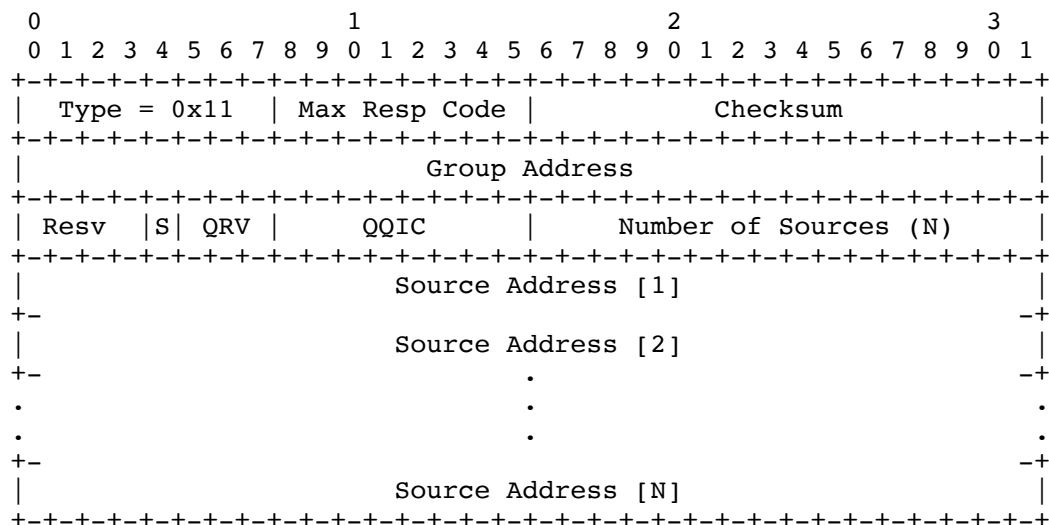 0                   1                   2                   3
 0 1 2 3 4 5 6 7 8 9 0 1 2 3 4 5 6 7 8 9 0 1 2 3 4 5 6 7 8 9 0 1
+-+-+-+-+-+-+-+-+-+-+-+-+-+-+-+-+-+-+-+-+-+-+-+-+-+-+-+-+-+-+-+-+
|  Type = 0x11  | Max Resp Code |           Checksum            |
+-+-+-+-+-+-+-+-+-+-+-+-+-+-+-+-+-+-+-+-+-+-+-+-+-+-+-+-+-+-+-+-+
|                         Group Address                         |
+-+-+-+-+-+-+-+-+-+-+-+-+-+-+-+-+-+-+-+-+-+-+-+-+-+-+-+-+-+-+-+-+
| Resv  |S| QRV |     QQIC      |     Number of Sources (N)     |
+-+-+-+-+-+-+-+-+-+-+-+-+-+-+-+-+-+-+-+-+-+-+-+-+-+-+-+-+-+-+-+-+
|                       Source Address [1]                      |
+-                                                             -+
|                       Source Address [2]                      |
+-                              .                              -+
.                               .                               .
.                               .                               .
+-                                                             -+
|                       Source Address [N]                      |
+-+-+-+-+-+-+-+-+-+-+-+-+-+-+-+-+-+-+-+-+-+-+-+-+-+-+-+-+-+-+-+-+